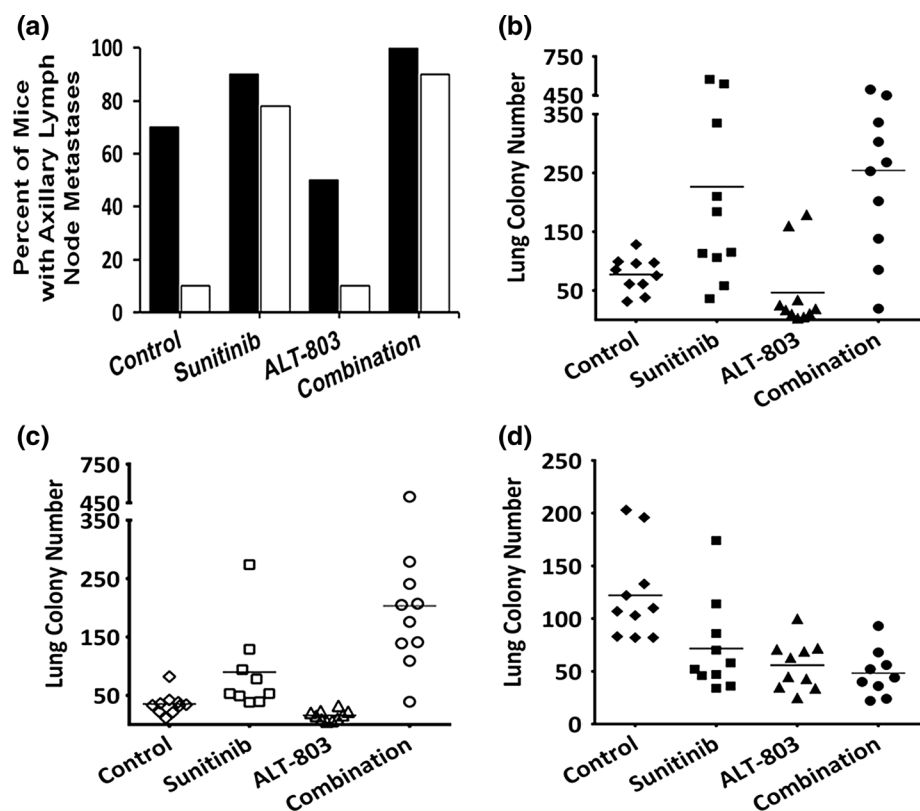 (a)
Percent of Mice
with Axillary Lymph
Node Metastases
100
80
60
40
20
0
Control
Sunitinib
ALT-803
Combination
(b)
Lung Colony Number
750
450
350
250
150
50
Control
Sunitinib
ALT-803
Combination
(c)
Lung Colony Number
750
450
350
250
150
50
Control
Sunitinib
ALT-803
Combination
(d)
Lung Colony Number
250
200
150
100
50
0
Control
Sunitinib
ALT-803
Combination